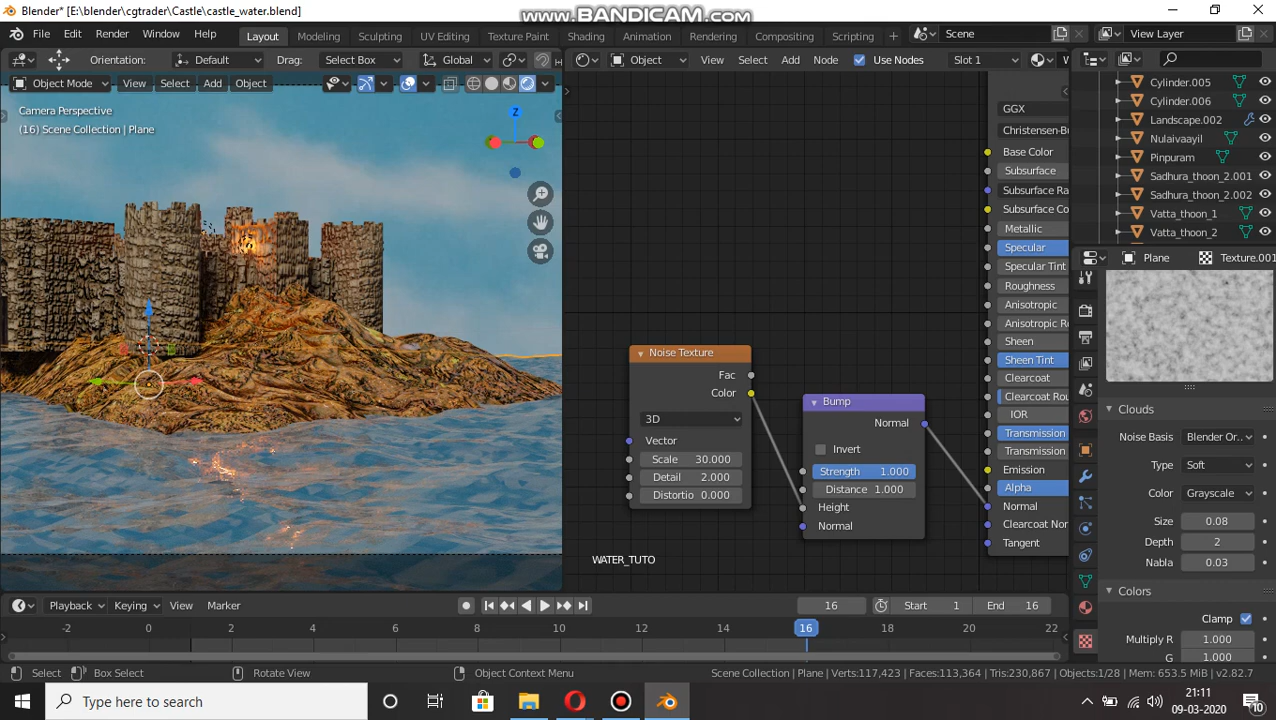 Blender* [E:\blender\cgtrader\Castle\castle_water.blend]
www.BANDICAM.com
File Edit Render Window Help
Layout Modeling Sculpting UV Editing Texture Paint Shading Animation Rendering Compositing Scripting
Scene
View Layer
Orientation: Default Drag: Select Box Global
Object View Select Add Node Use Nodes Slot 1
Object Mode View Select Add Object
Camera Perspective
(16) Scene Collection | Plane
Z
Noise Texture
Fac
Color
3D
Vector
Scale 30.000
Detail 2.000
Distortio 0.000
Bump
Normal
Invert
Strength 1.000
Distance 1.000
Height
Normal
WATER_TUTO
GGX
Christensen-Bu
Base Color
Subsurface
Subsurface Ra
Subsurface Co
Metallic
Specular
Specular Tint
Roughness
Anisotropic
Anisotropic Ro
Sheen
Sheen Tint
Clearcoat
Clearcoat Rou
IOR
Transmission
Transmission
Emission
Alpha
Normal
Clearcoat Nor
Tangent
Cylinder.005
Cylinder.006
Landscape.002
Nulaivaayil
Pinpuram
Sadhura_thoon_2.001
Sadhura_thoon_2.002
Vatta_thoon_1
Vatta_thoon_2
Plane Texture.001
Clouds
Noise Basis Blender Or...
Type Soft
Color Grayscale
Size 0.08
Depth 2
Nabla 0.03
Colors
Clamp
Multiply R 1.000
G 1.000
Playback Keying View Marker
16 Start 1 End 16
-2 0 2 4 6 8 10 12 14 16 18 20 22
Select Box Select Rotate View Object Context Menu
Scene Collection | Plane | Verts:117,423 | Faces:113,364 | Tris:230,867 | Objects:1/28 | Mem: 653.5 MiB | v2.82.7
Type here to search
21:11
09-03-2020
10